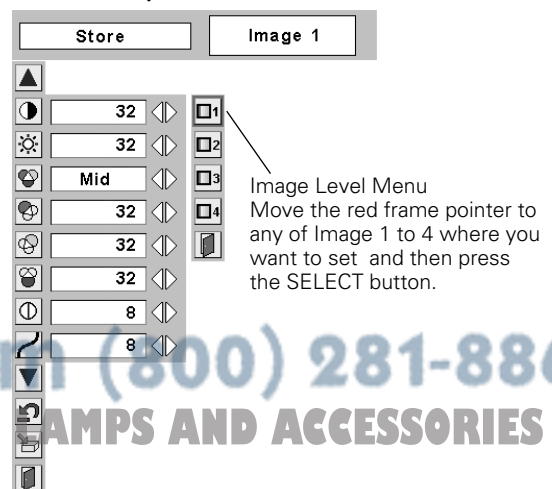 Store Image 1
32 1
32 2
Mid 3
32 4
32
32
8
8
Image Level Menu
Move the red frame pointer to
any of Image 1 to 4 where you
want to set and then press
the SELECT button.
(800) 281-886
AMPS AND ACCESSORIES